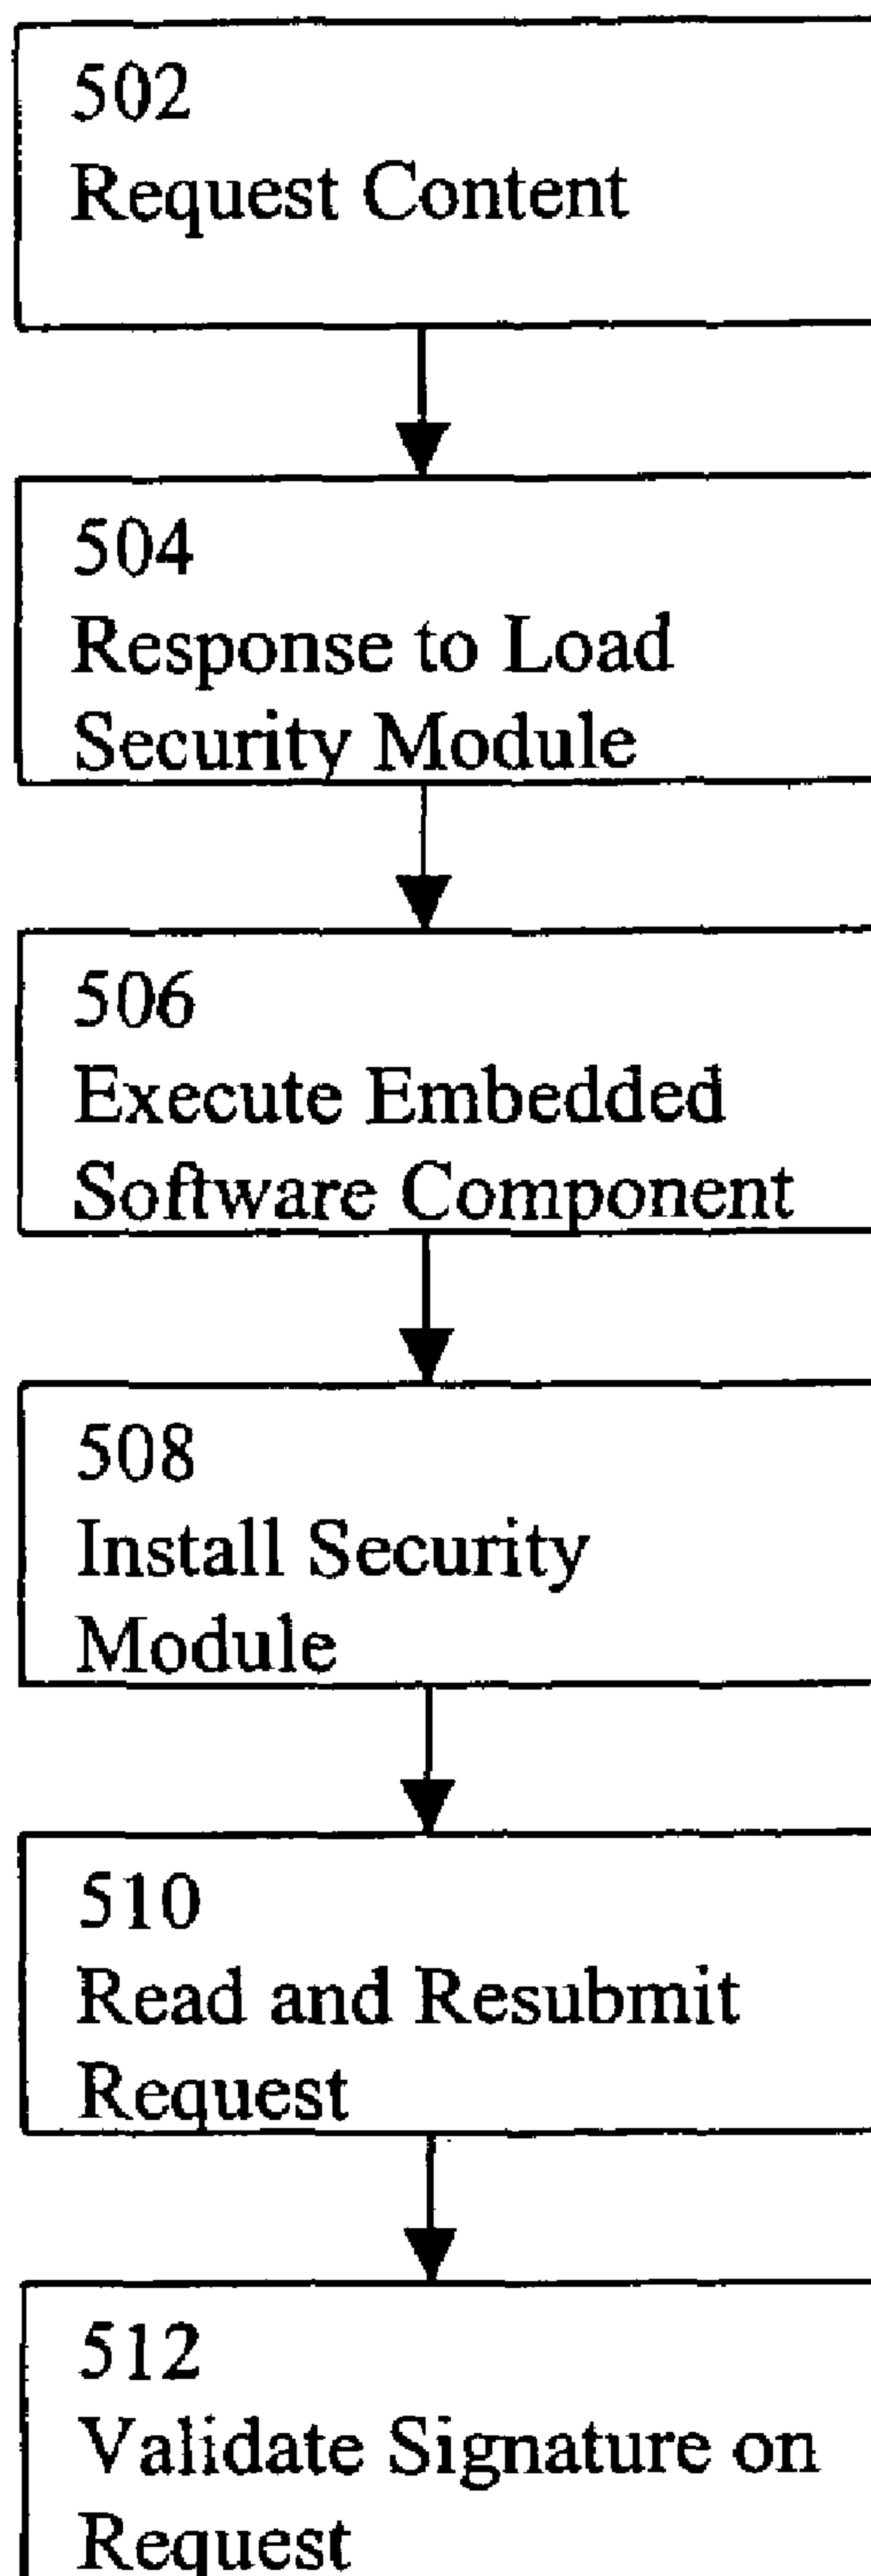 502
Request Content
504
Response to Load
Security Module
506
Execute Embedded
Software Component
508
Install Security
Module
510
Read and Resubmit
Request
512
Validate Signature on
Request